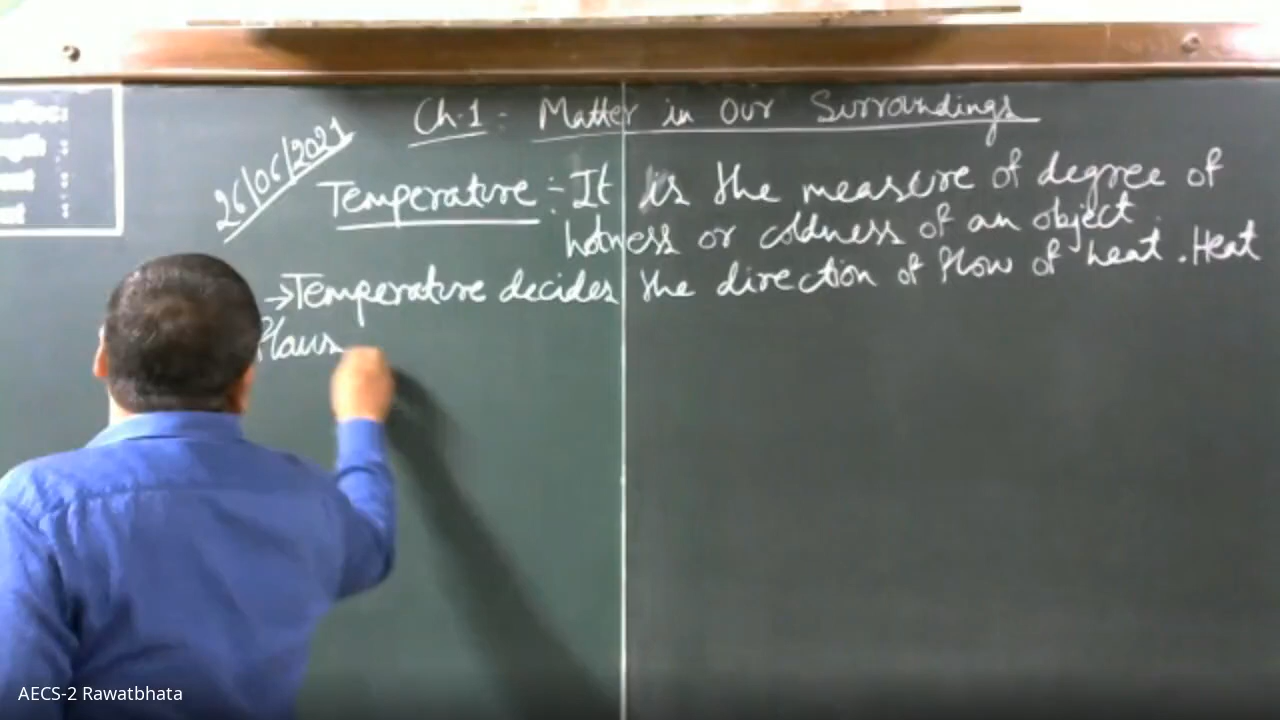 Ch.1 :- Matter in Our Surroundings
26/06/2021
Temperature :- It is the measure of degree of
hotness or coldness of an object.
→Temperature decides the direction of flow of heat. Heat
flows
AECS-2 Rawatbhata